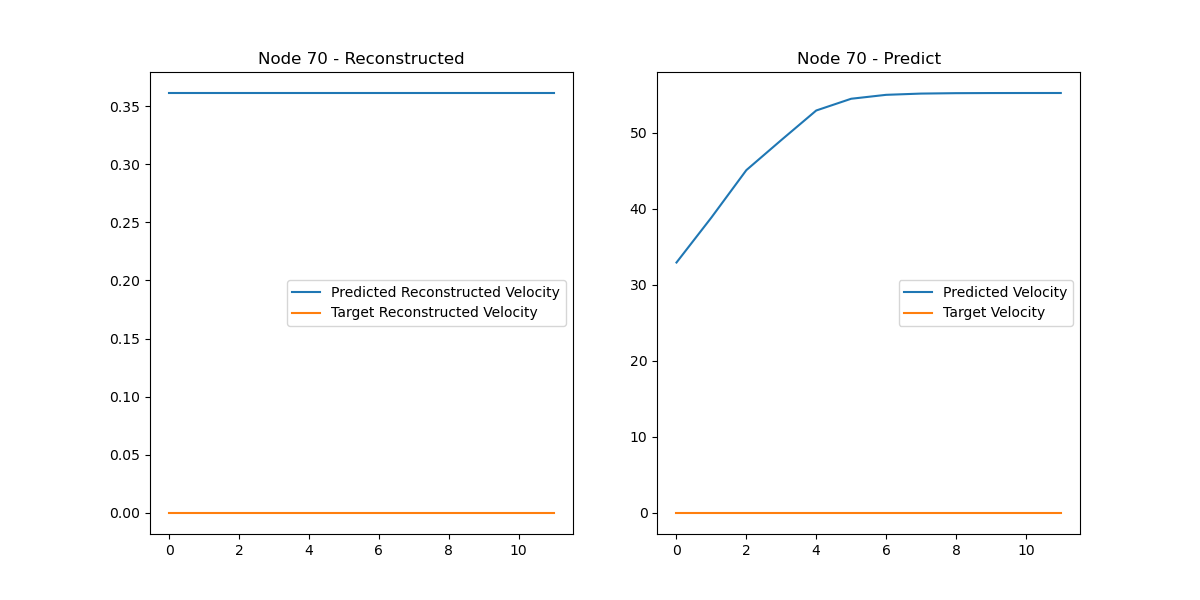 Node 70 - Reconstructed
0.35
0.30
0.25
0.20
0.15
0.10
0.05
0.00
0 2 4 6 8 10
Predicted Reconstructed Velocity
Target Reconstructed Velocity
Node 70 - Predict
50
40
30
20
10
0
0 2 4 6 8 10
Predicted Velocity
Target Velocity